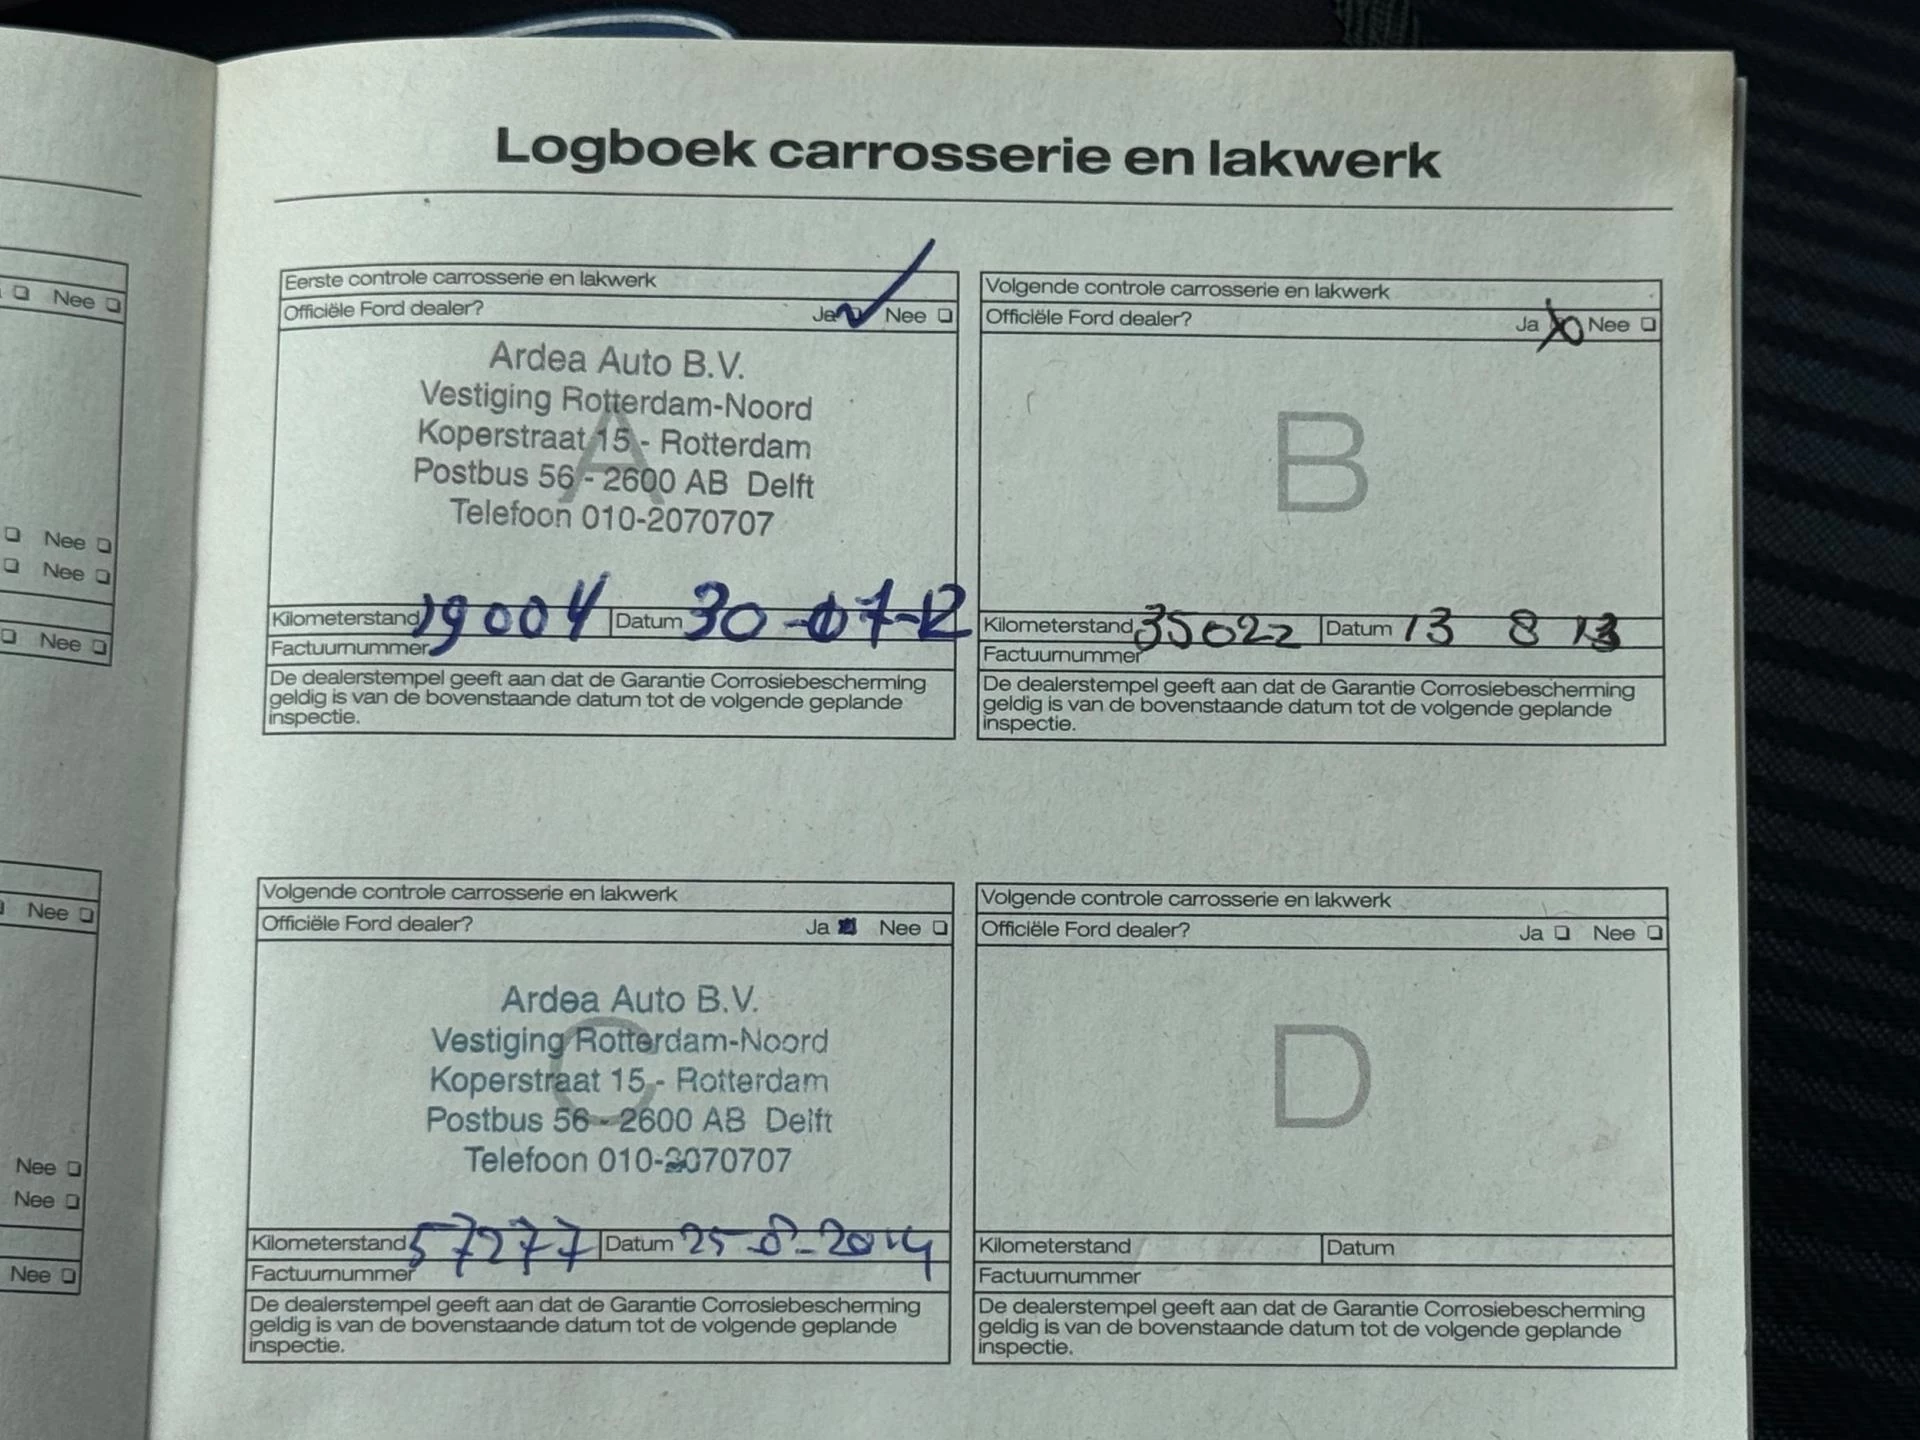 Logboek carrosserie en lakwerk
Eerste controle carrosserie en lakwerk
Officiële Ford dealer? Ja Nee
A
Ardea Auto B.V.
Vestiging Rotterdam-Noord
Koperstraat 15 - Rotterdam
Postbus 56 - 2600 AB Delft
Telefoon 010-2070707
Kilometerstand 19004 Datum 30-07-12
Factuurnummer
De dealerstempel geeft aan dat de Garantie Corrosiebescherming
geldig is van de bovenstaande datum tot de volgende geplande
inspectie.
Volgende controle carrosserie en lakwerk
Officiële Ford dealer? Ja Nee
B
Kilometerstand 35022 Datum 13 8 13
Factuurnummer
De dealerstempel geeft aan dat de Garantie Corrosiebescherming
geldig is van de bovenstaande datum tot de volgende geplande
inspectie.
Volgende controle carrosserie en lakwerk
Officiële Ford dealer? Ja Nee
C
Ardea Auto B.V.
Vestiging Rotterdam-Noord
Koperstraat 15 - Rotterdam
Postbus 56 - 2600 AB Delft
Telefoon 010-2070707
Kilometerstand 57277 Datum 25-8-2014
Factuurnummer
De dealerstempel geeft aan dat de Garantie Corrosiebescherming
geldig is van de bovenstaande datum tot de volgende geplande
inspectie.
Volgende controle carrosserie en lakwerk
Officiële Ford dealer? Ja Nee
D
Kilometerstand Datum
Factuurnummer
De dealerstempel geeft aan dat de Garantie Corrosiebescherming
geldig is van de bovenstaande datum tot de volgende geplande
inspectie.
Nee
Nee
Nee
Nee
Nee
Nee
Nee
Nee